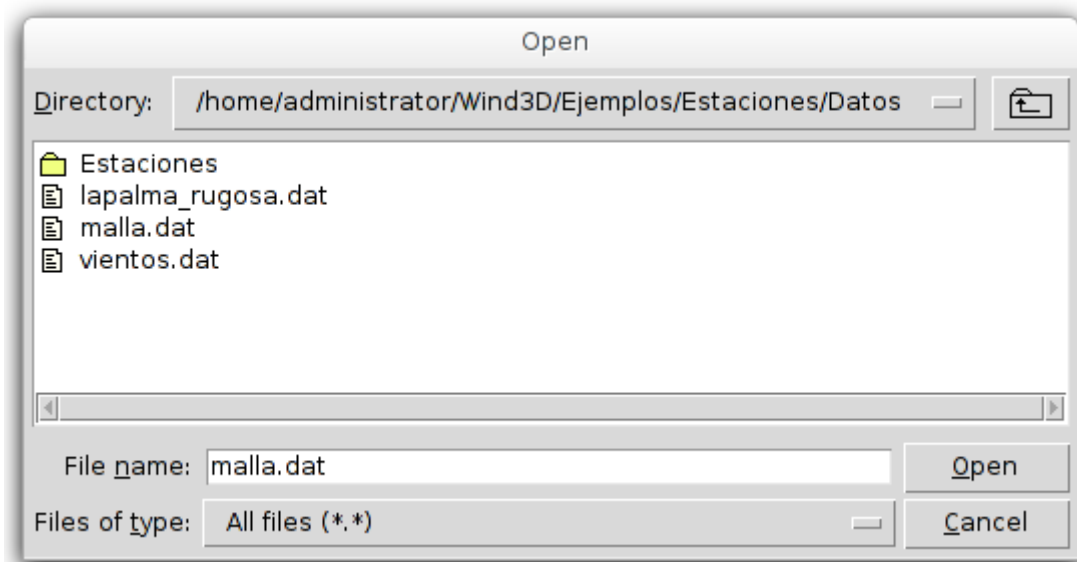 Open
Directory: /home/administrator/Wind3D/Ejemplos/Estaciones/Datos
Estaciones
lapalma_rugosa.dat
malla.dat
vientos.dat
File name: malla.dat Open
Files of type: All files (*.*) Cancel